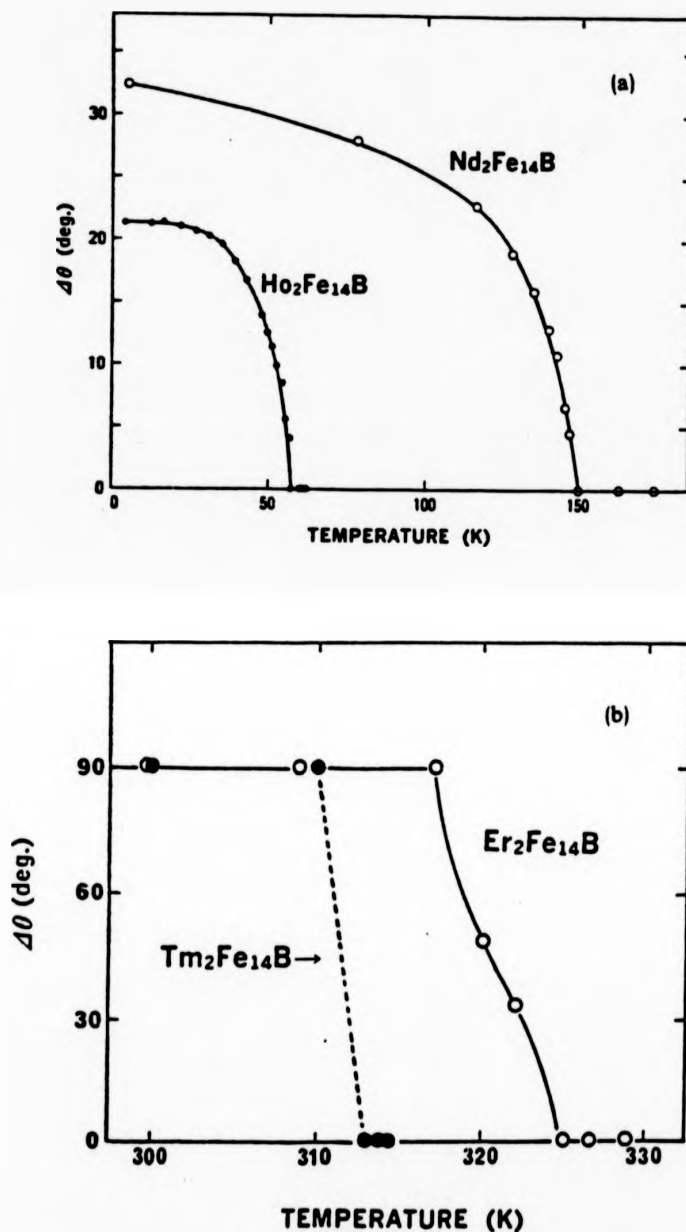 (a)
30
20
10
0
Δθ (deg.)
Nd₂Fe₁₄B
Ho₂Fe₁₄B
0 50 100 150
TEMPERATURE (K)
(b)
90
60
30
0
Δθ (deg.)
Er₂Fe₁₄B
Tm₂Fe₁₄B→
300 310 320 330
TEMPERATURE (K)